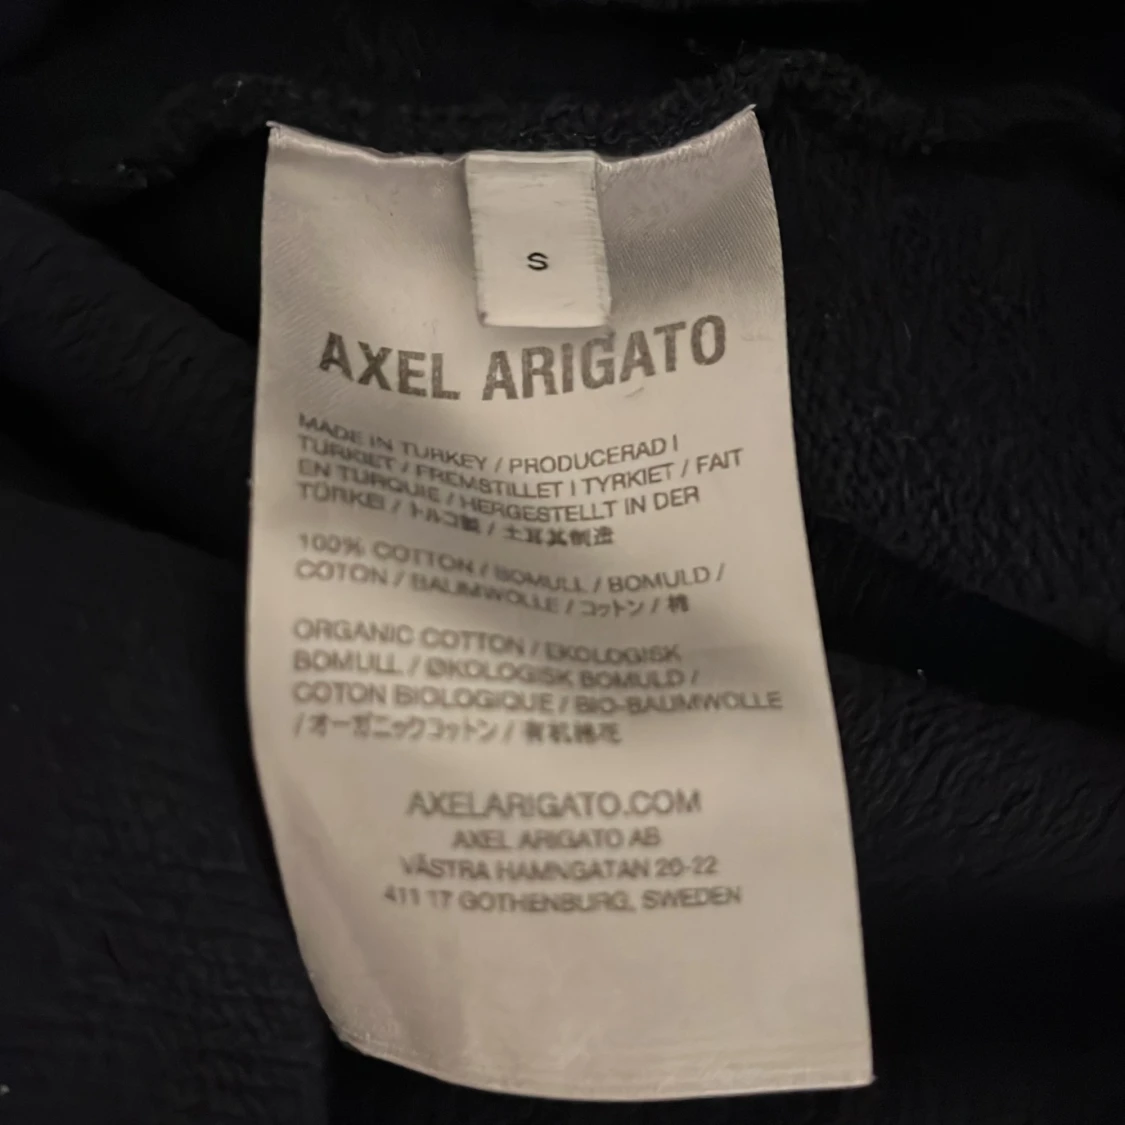 S
AXEL ARIGATO
MADE IN TURKEY / PRODUCERAD I
TURKIET / FREMSTILLET I TYRKIET / FAIT
EN TURQUIE / HERGESTELLT IN DER
TÜRKEI / トルコ製 / 土耳其制造
100% COTTON / BOMULL / BOMULD /
COTON / BAUMWOLLE / コットン / 棉
ORGANIC COTTON / EKOLOGISK
BOMULL / ØKOLOGISK BOMULD /
COTON BIOLOGIQUE / BIO-BAUMWOLLE
/ オーガニックコットン / 有机棉花
AXELARIGATO.COM
AXEL ARIGATO AB
VÄSTRA HAMNGATAN 20-22
411 17 GOTHENBURG, SWEDEN